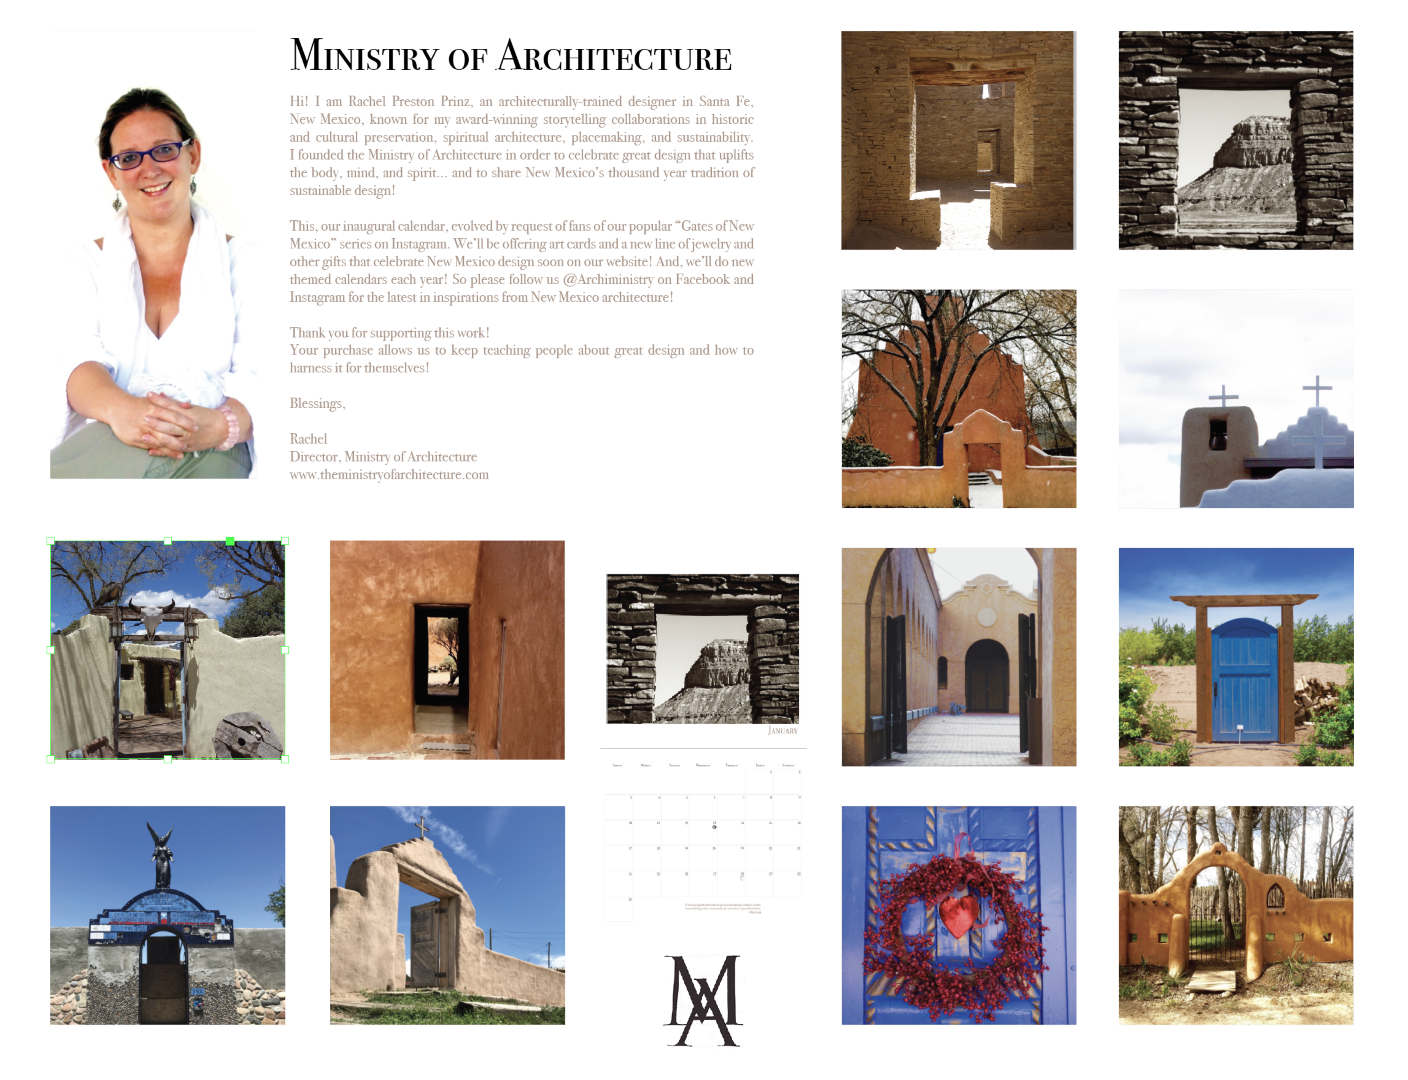 Ministry of Architecture
Hi! I am Rachel Preston Prinz, an architecturally-trained designer in Santa Fe,
New Mexico, known for my award-winning storytelling collaborations in historic
and cultural preservation, spiritual architecture, placemaking, and sustainability.
I founded the Ministry of Architecture in order to celebrate great design that uplifts
the body, mind, and spirit... and to share New Mexico's thousand year tradition of
sustainable design!
This, our inaugural calendar, evolved by request of fans of our popular “Gates of New
Mexico” series on Instagram. We'll be offering art cards and a new line of jewelry and
other gifts that celebrate New Mexico design soon on our website! And, we'll do new
themed calendars each year! So please follow us @Archiministry on Facebook and
Instagram for the latest in inspirations from New Mexico architecture!
Thank you for supporting this work!
Your purchase allows us to keep teaching people about great design and how to
harness it for themselves!
Blessings,
Rachel
Director, Ministry of Architecture
www.theministryofarchitecture.com
January
MA